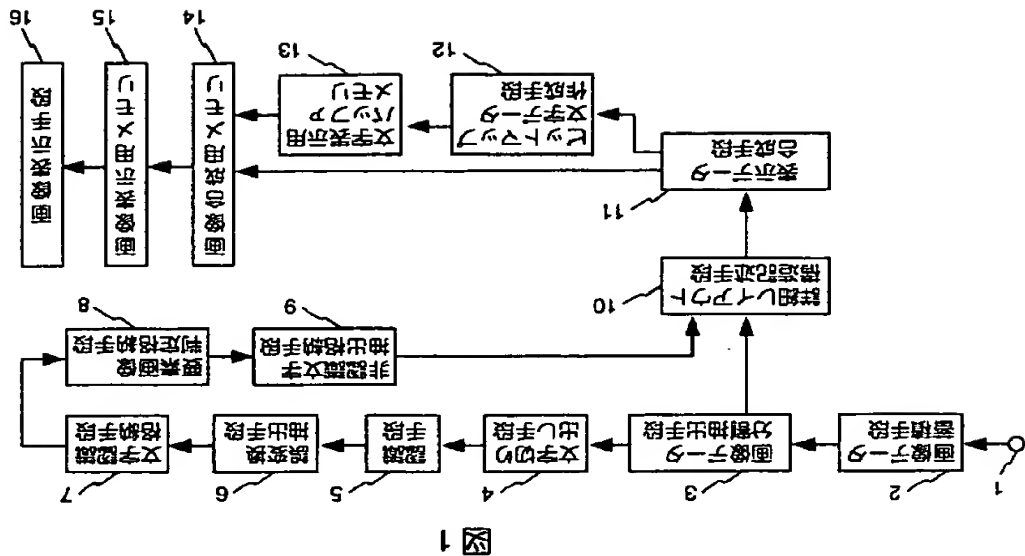 図 1
1
2
画像データ
蓄積手段
3
画像データ
分割抽出手段
4
文字切り
出し手段
5
認識
手段
6
誤変換
抽出手段
7
文字認識
格納手段
8
要素画像
判定格納手段
9
非認識文字
抽出格納手段
10
詳細レイアウト
構造記述手段
11
表示データ
合成手段
12
ビットマップ
文字データ
作成手段
13
文字表示用
バッファ
メモリ
14
画像合成用メモリ
15
画像表示用メモリ
16
画像表示手段